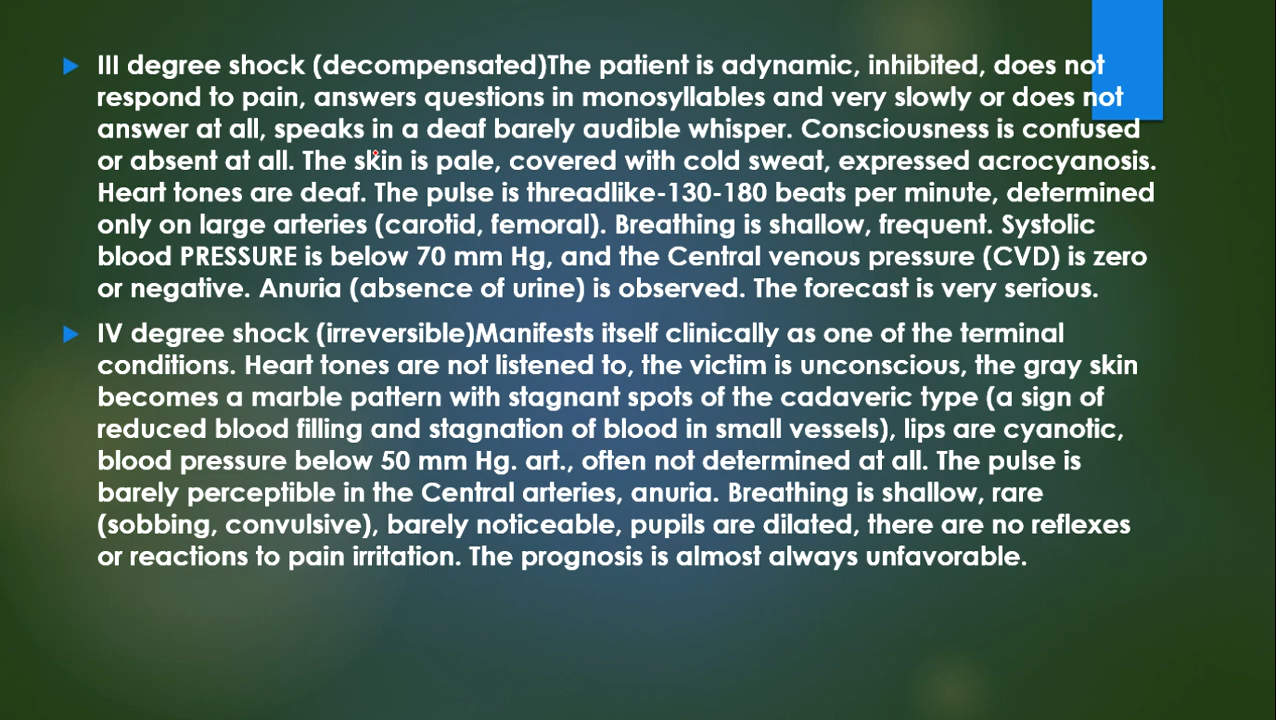 III degree shock (decompensated)The patient is adynamic, inhibited, does not
respond to pain, answers questions in monosyllables and very slowly or does not
answer at all, speaks in a deaf barely audible whisper. Consciousness is confused
or absent at all. The skin is pale, covered with cold sweat, expressed acrocyanosis.
Heart tones are deaf. The pulse is threadlike-130-180 beats per minute, determined
only on large arteries (carotid, femoral). Breathing is shallow, frequent. Systolic
blood PRESSURE is below 70 mm Hg, and the Central venous pressure (CVD) is zero
or negative. Anuria (absence of urine) is observed. The forecast is very serious.
IV degree shock (irreversible)Manifests itself clinically as one of the terminal
conditions. Heart tones are not listened to, the victim is unconscious, the gray skin
becomes a marble pattern with stagnant spots of the cadaveric type (a sign of
reduced blood filling and stagnation of blood in small vessels), lips are cyanotic,
blood pressure below 50 mm Hg. art., often not determined at all. The pulse is
barely perceptible in the Central arteries, anuria. Breathing is shallow, rare
(sobbing, convulsive), barely noticeable, pupils are dilated, there are no reflexes
or reactions to pain irritation. The prognosis is almost always unfavorable.